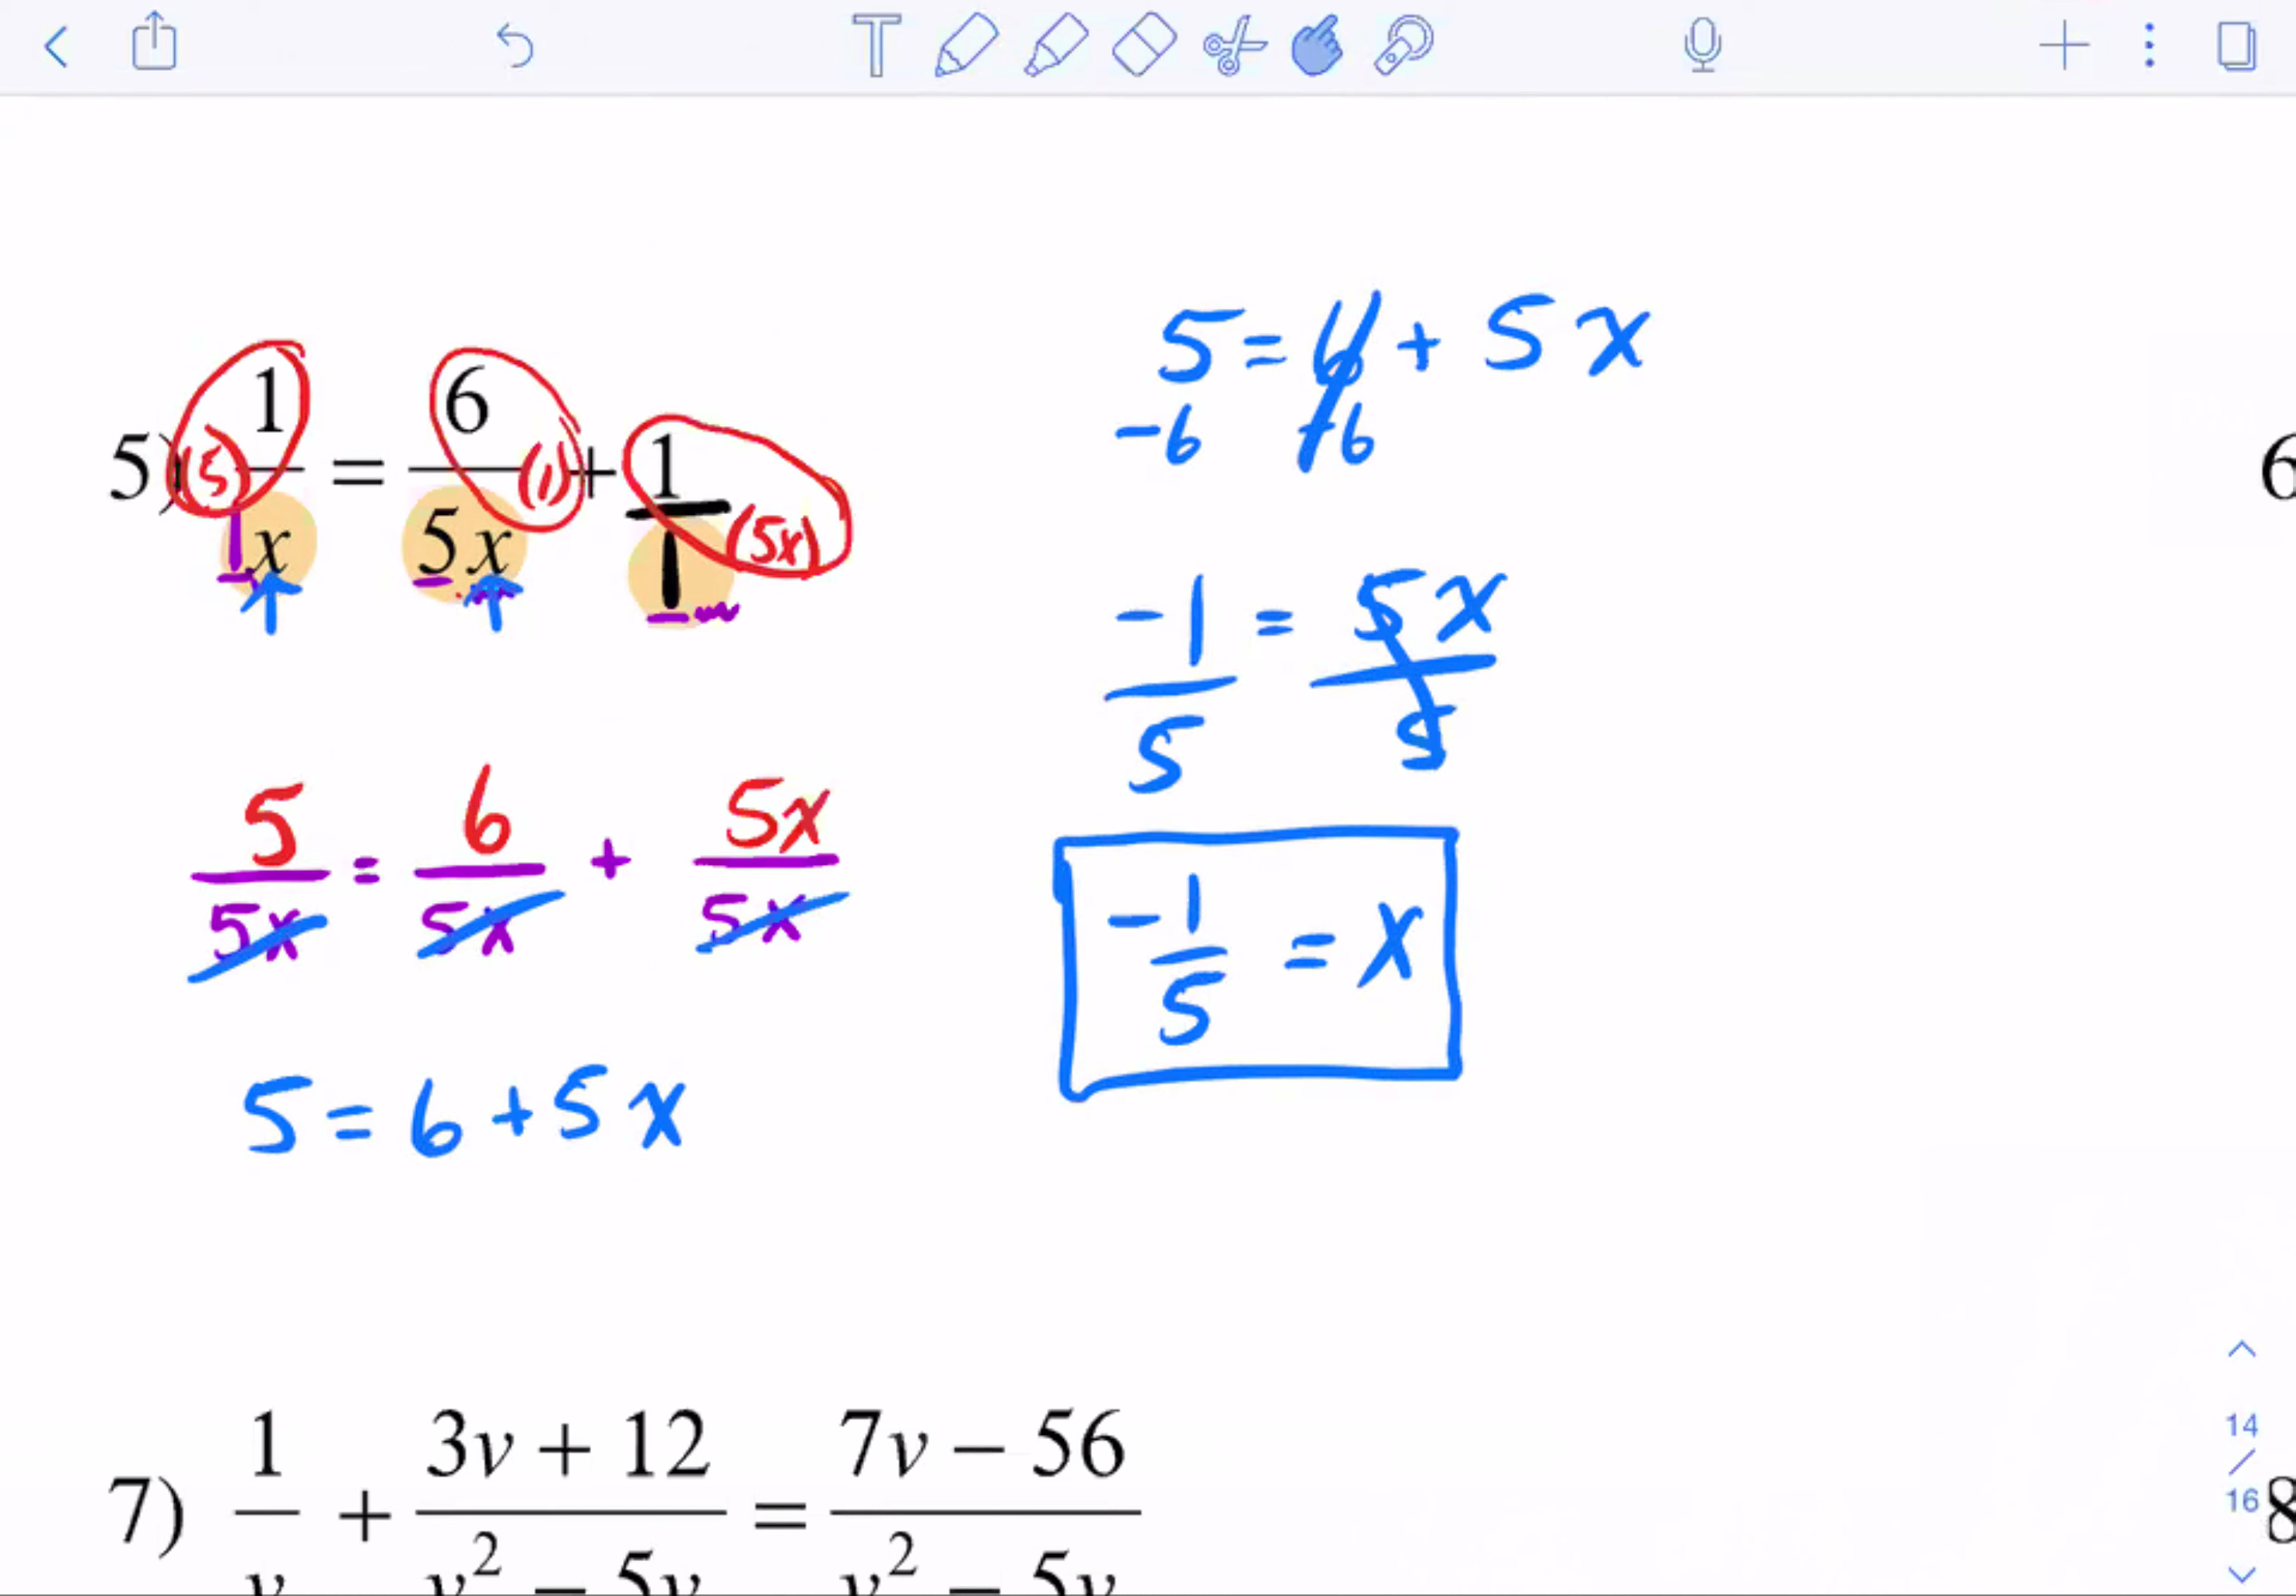 5) 1/x = 6/5x + 1
(5) (1) (5x)
1 1
5/5x = 6/5x + 5x/5x
5 = 6 + 5x
5 = 6 + 5x
-6 -6
-1/5 = 5x/5
-1/5 = x
6
7) 1/v + 3v + 12/v² − 5v = 7v − 56/v² − 5v
8
14
/
16
T